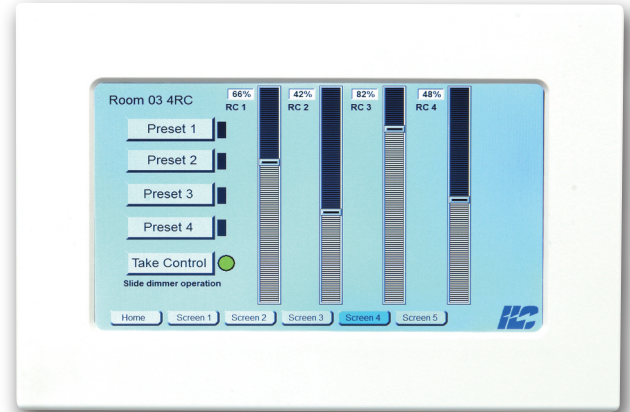 Room 03 4RC
66%
RC 1
42%
RC 2
82%
RC 3
48%
RC 4
Preset 1
Preset 2
Preset 3
Preset 4
Take Control
Slide dimmer operation
Home Screen 1 Screen 2 Screen 3 Screen 4 Screen 5
ILC